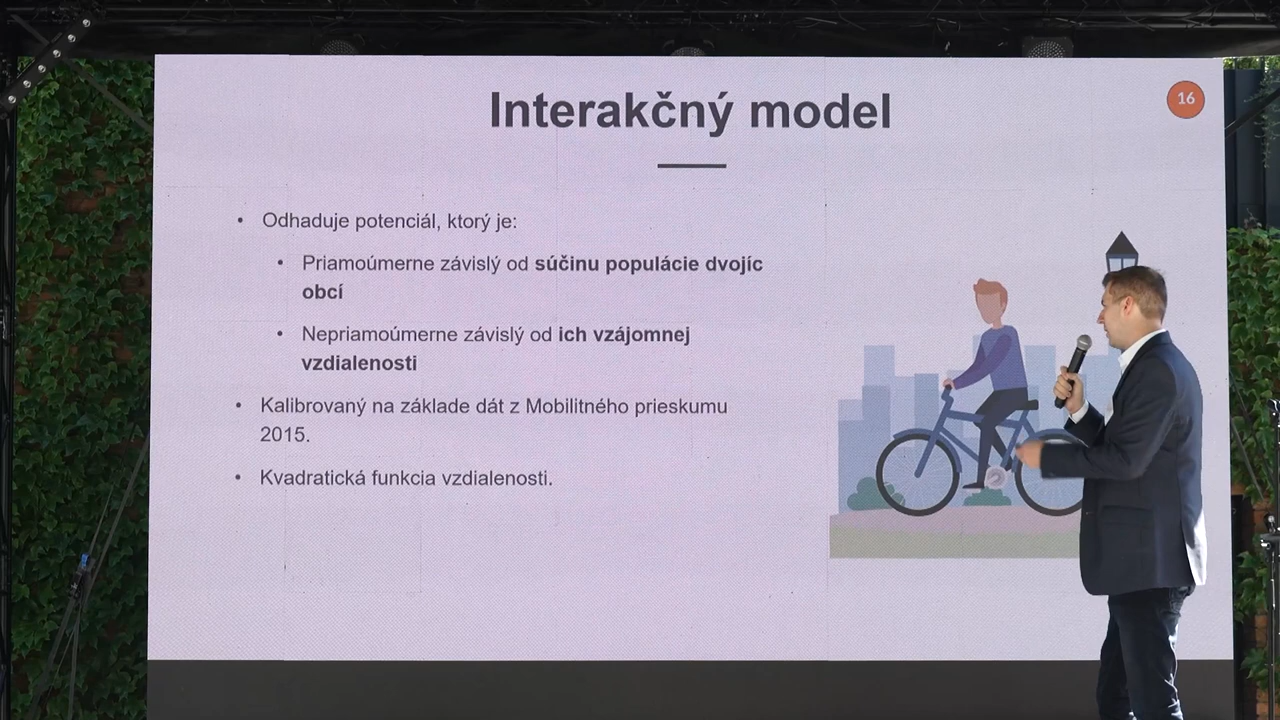 Interakčný model
16
• Odhaduje potenciál, ktorý je:
• Priamoúmerne závislý od súčinu populácie dvojíc
obcí
• Nepriamoúmerne závislý od ich vzájomnej
vzdialenosti
• Kalibrovaný na základe dát z Mobilitného prieskumu
2015.
• Kvadratická funkcia vzdialenosti.